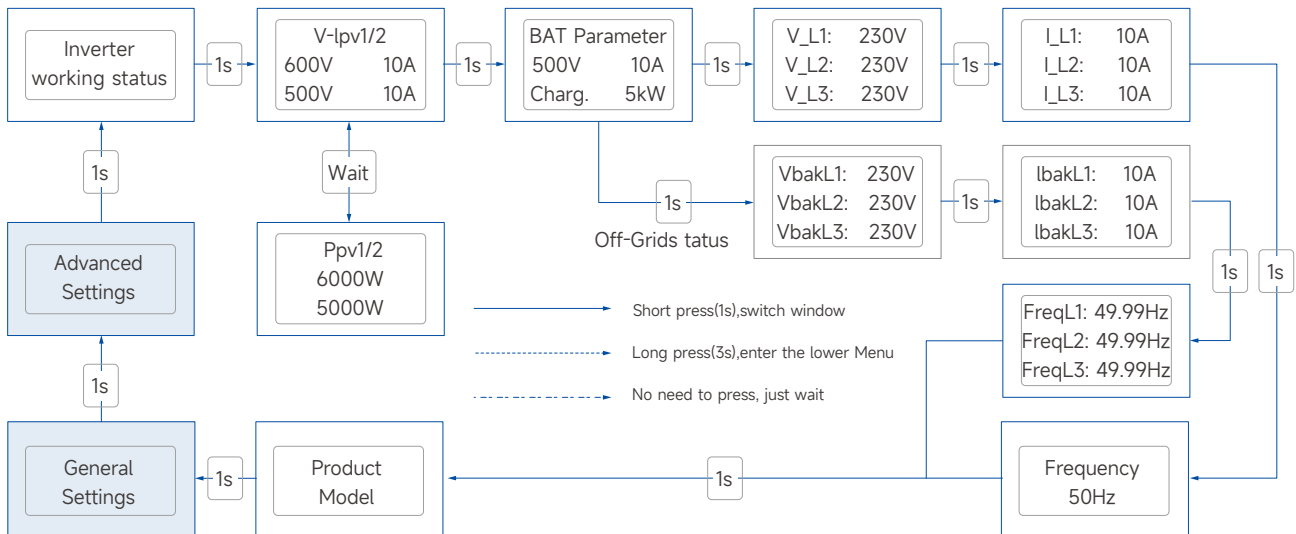 Inverter
working status
1s
V-lpv1/2
600V 10A
500V 10A
1s
BAT Parameter
500V 10A
Charg. 5kW
1s
V_L1: 230V
V_L2: 230V
V_L3: 230V
1s
I_L1: 10A
I_L2: 10A
I_L3: 10A
1s
Wait
1s
Off-Grids tatus
VbakL1: 230V
VbakL2: 230V
VbakL3: 230V
1s
lbakL1: 10A
lbakL2: 10A
lbakL3: 10A
1s
1s
Advanced
Settings
Ppv1/2
6000W
5000W
Short press(1s),switch window
Long press(3s),enter the lower Menu
No need to press, just wait
FreqL1: 49.99Hz
FreqL2: 49.99Hz
FreqL3: 49.99Hz
1s
General
Settings
1s
Product
Model
1s
Frequency
50Hz